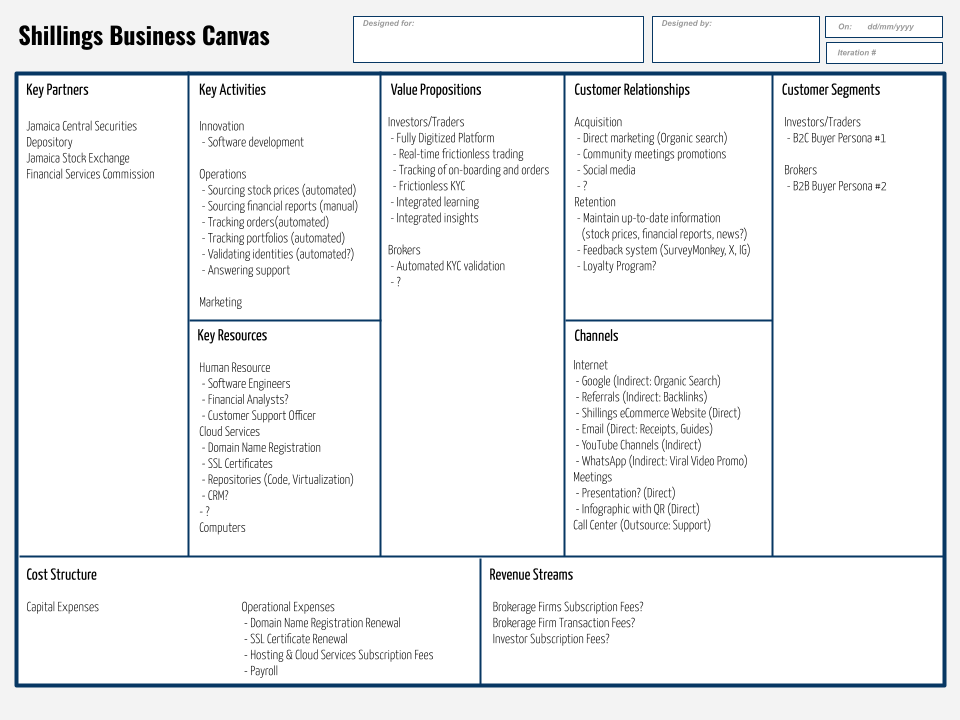 Shillings Business Canvas
Designed for:
Designed by:
On: dd/mm/yyyy
Iteration #
Key Partners
Jamaica Central Securities
Depository
Jamaica Stock Exchange
Financial Services Commission
Key Activities
Innovation
- Software development
Operations
- Sourcing stock prices (automated)
- Sourcing financial reports (manual)
- Tracking orders(automated)
- Tracking portfolios (automated)
- Validating identities (automated?)
- Answering support
Marketing
Key Resources
Human Resource
- Software Engineers
- Financial Analysts?
- Customer Support Officer
Cloud Services
- Domain Name Registration
- SSL Certificates
- Repositories (Code, Virtualization)
- CRM?
- ?
Computers
Value Propositions
Investors/Traders
- Fully Digitized Platform
- Real-time frictionless trading
- Tracking of on-boarding and orders
- Frictionless KYC
- Integrated learning
- Integrated insights
Brokers
- Automated KYC validation
- ?
Customer Relationships
Acquisition
- Direct marketing (Organic search)
- Community meetings promotions
- Social media
- ?
Retention
- Maintain up-to-date information
(stock prices, financial reports, news?)
- Feedback system (SurveyMonkey, X, IG)
- Loyalty Program?
Channels
Internet
- Google (Indirect: Organic Search)
- Referrals (Indirect: Backlinks)
- Shillings eCommerce Website (Direct)
- Email (Direct: Receipts, Guides)
- YouTube Channels (Indirect)
- WhatsApp (Indirect: Viral Video Promo)
Meetings
- Presentation? (Direct)
- Infographic with QR (Direct)
Call Center (Outsource: Support)
Customer Segments
Investors/Traders
- B2C Buyer Persona #1
Brokers
- B2B Buyer Persona #2
Cost Structure
Capital Expenses
Operational Expenses
- Domain Name Registration Renewal
- SSL Certificate Renewal
- Hosting & Cloud Services Subscription Fees
- Payroll
Revenue Streams
Brokerage Firms Subscription Fees?
Brokerage Firm Transaction Fees?
Investor Subscription Fees?